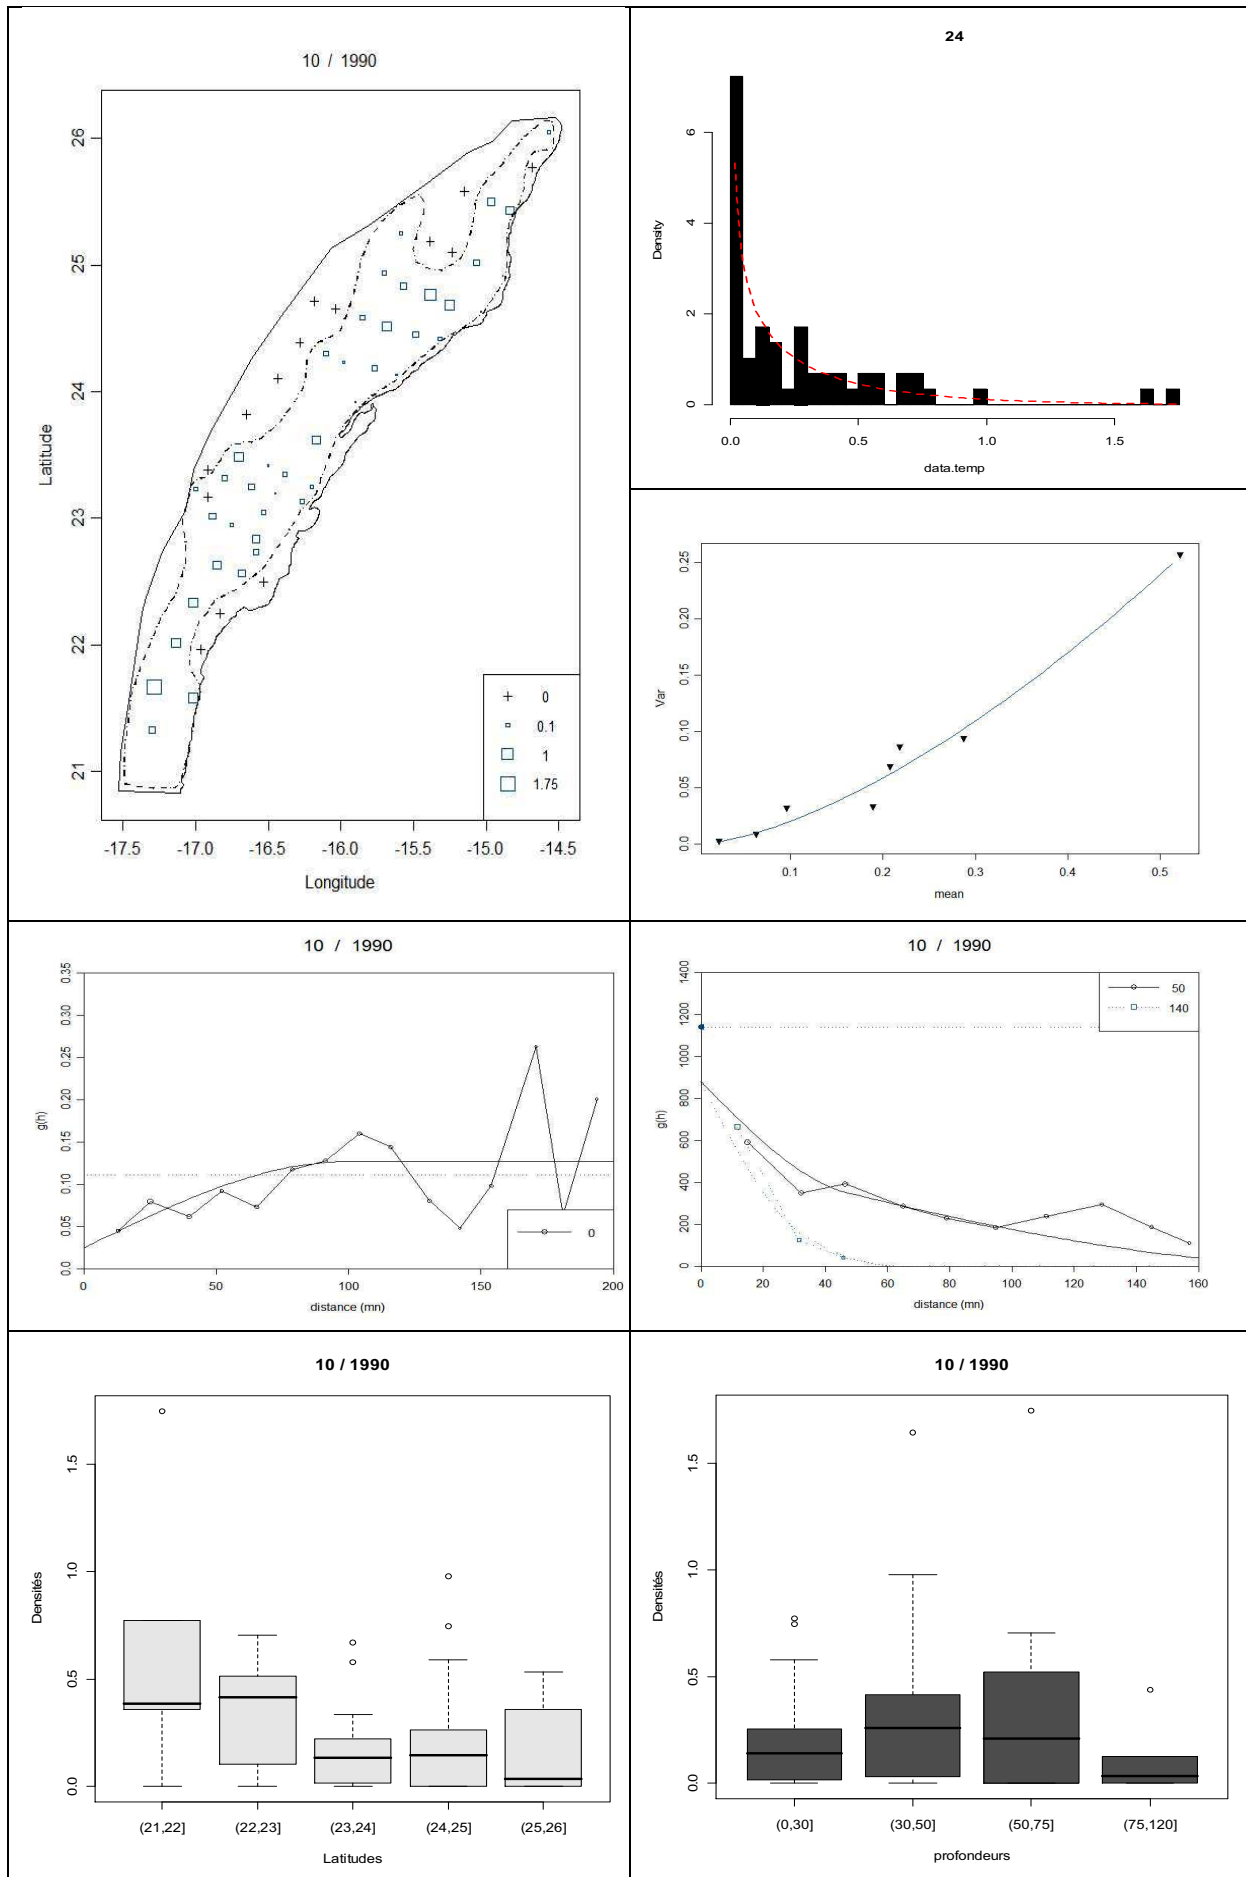 10 / 1990
Latitude
26
25
24
23
22
21
0
0.1
1
1.75
-17.5 -17.0 -16.5 -16.0 -15.5 -15.0 -14.5
Longitude
24
Density
6
4
2
0
0.0 0.5 1.0 1.5
data.temp
Var
0.25
0.20
0.15
0.10
0.05
0.0
0.1 0.2 0.3 0.4 0.5
mean
10 / 1990
g(h)
0.35
0.30
0.25
0.20
0.15
0.10
0.05
0.0
0
0 50 100 150 200
distance (mn)
10 / 1990
g(h)
1400
1200
1000
800
600
400
200
0
50
140
0 20 40 60 80 100 120 140 160
distance (mn)
10 / 1990
Densités
1.5
1.0
0.5
0.0
(21,22] (22,23] (23,24] (24,25] (25,26]
Latitudes
10 / 1990
Densités
1.5
1.0
0.5
0.0
(0,30] (30,50] (50,75] (75,120]
profondeurs